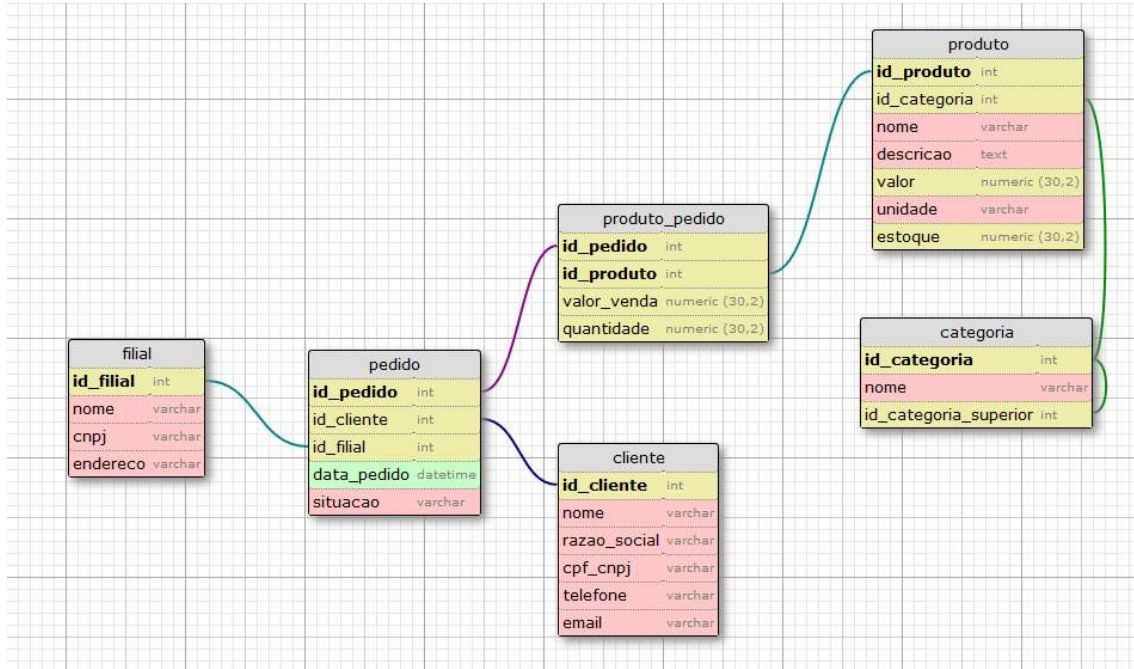 produto
id_produto int
id_categoria int
nome varchar
descricao text
valor numeric (30,2)
unidade varchar
estoque numeric (30,2)
produto_pedido
id_pedido int
id_produto int
valor_venda numeric (30,2)
quantidade numeric (30,2)
categoria
id_categoria int
nome varchar
id_categoria_superior int
filial
id_filial int
nome varchar
cnpj varchar
endereco varchar
pedido
id_pedido int
id_cliente int
id_filial int
data_pedido datetime
situacao varchar
cliente
id_cliente int
nome varchar
razao_social varchar
cpf_cnpj varchar
telefone varchar
email varchar